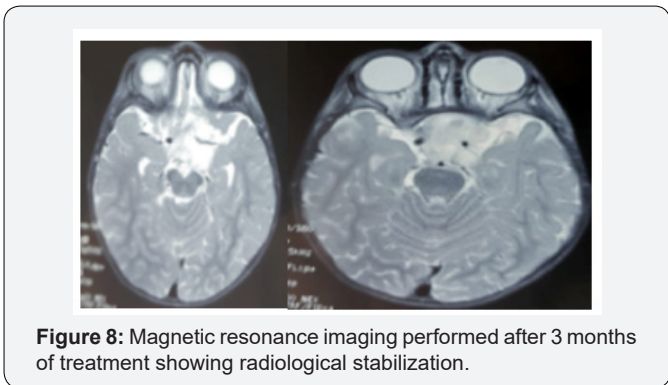 Figure 8: Magnetic resonance imaging performed after 3 months
of treatment showing radiological stabilization.